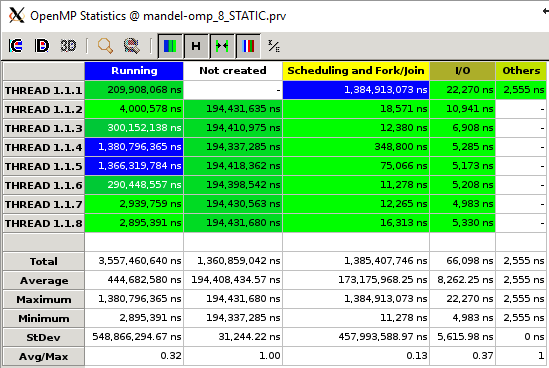 OpenMP Statistics @ mandel-omp_8_STATIC.prv
3D H
Running Not created Scheduling and Fork/Join I/O Others
THREAD 1.1.1 209,908,068 ns - 1,384,913,073 ns 22,270 ns 2,555 ns
THREAD 1.1.2 4,000,578 ns 194,431,635 ns 18,571 ns 10,941 ns -
THREAD 1.1.3 300,152,138 ns 194,410,975 ns 12,380 ns 6,908 ns -
THREAD 1.1.4 1,380,796,365 ns 194,337,285 ns 348,800 ns 5,285 ns -
THREAD 1.1.5 1,366,319,784 ns 194,418,362 ns 75,066 ns 5,173 ns -
THREAD 1.1.6 290,448,557 ns 194,398,542 ns 11,278 ns 5,208 ns -
THREAD 1.1.7 2,939,759 ns 194,430,563 ns 12,265 ns 4,983 ns -
THREAD 1.1.8 2,895,391 ns 194,431,680 ns 16,313 ns 5,330 ns -
Total 3,557,460,640 ns 1,360,859,042 ns 1,385,407,746 ns 66,098 ns 2,555 ns
Average 444,682,580 ns 194,408,434.57 ns 173,175,968.25 ns 8,262.25 ns 2,555 ns
Maximum 1,380,796,365 ns 194,431,680 ns 1,384,913,073 ns 22,270 ns 2,555 ns
Minimum 2,895,391 ns 194,337,285 ns 11,278 ns 4,983 ns 2,555 ns
StDev 548,866,294.67 ns 31,244.22 ns 457,993,588.97 ns 5,615.98 ns 0 ns
Avg/Max 0.32 1.00 0.13 0.37 1